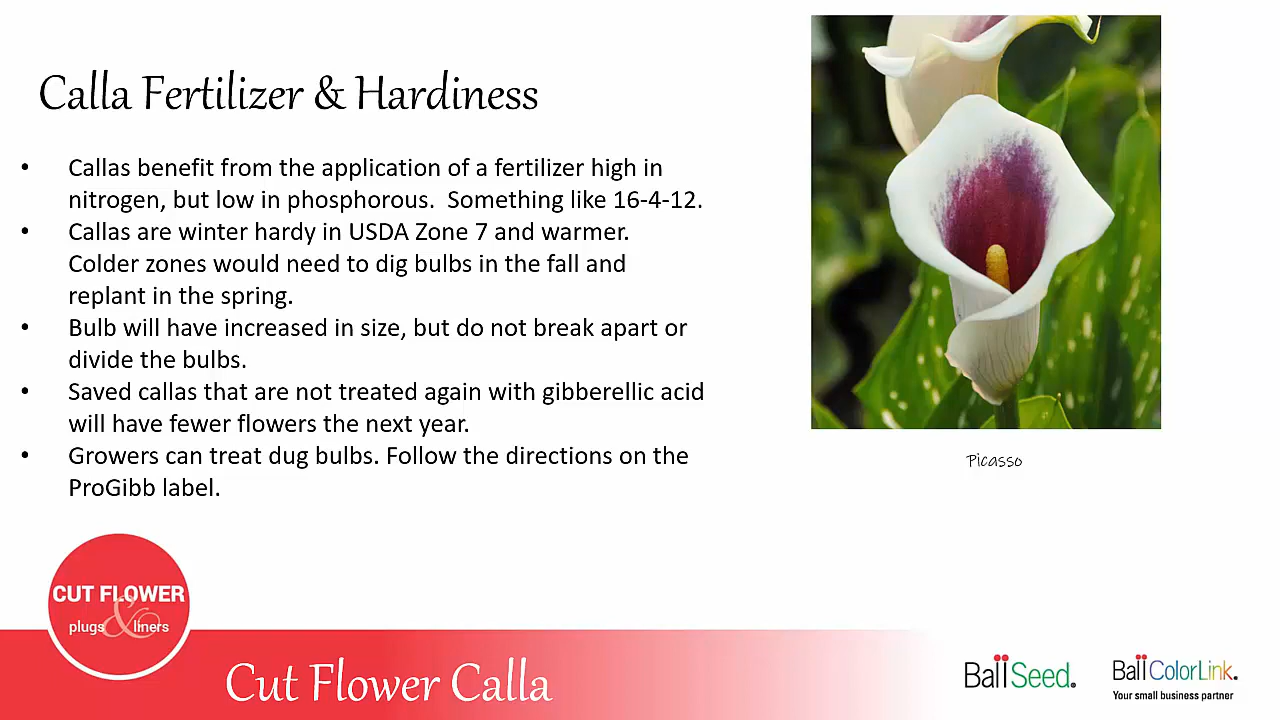 Calla Fertilizer & Hardiness
• Callas benefit from the application of a fertilizer high in
nitrogen, but low in phosphorous.  Something like 16-4-12.
• Callas are winter hardy in USDA Zone 7 and warmer.
Colder zones would need to dig bulbs in the fall and
replant in the spring.
• Bulb will have increased in size, but do not break apart or
divide the bulbs.
• Saved callas that are not treated again with gibberellic acid
will have fewer flowers the next year.
• Growers can treat dug bulbs. Follow the directions on the
ProGibb label.
Picasso
CUT FLOWER
&
plugs liners
Cut Flower Calla
Ball Seed.
Ball ColorLink.
Your small business partner